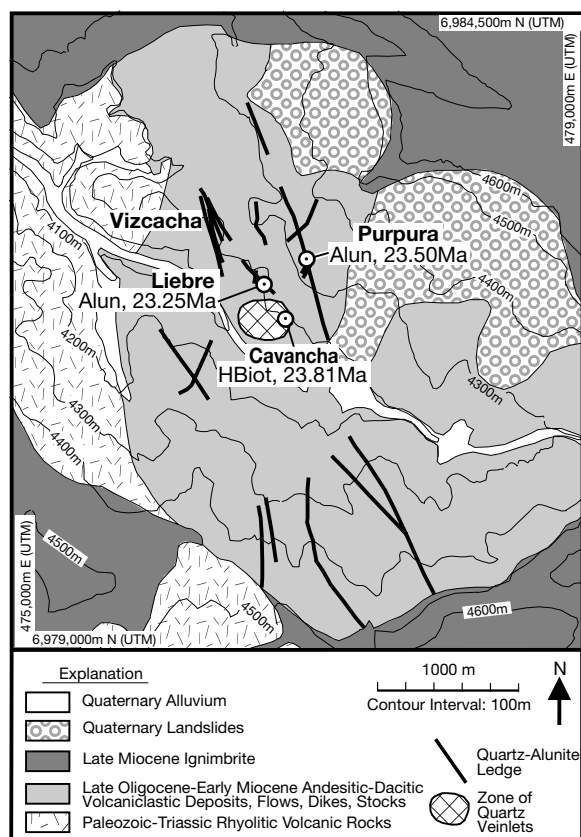 6,984,500m N (UTM)
479,000m E (UTM)
4600m
4500m
4100m
Vizcacha
Purpura
Alun, 23.50Ma
4400m
Liebre
Alun, 23.25Ma
4200m
Cavancha
HBiot, 23.81Ma
4300m
4300m
4400m
4500m
475,000m E (UTM)
4500m
4600m
6,979,000m N (UTM)
Explanation
Quaternary Alluvium
Quaternary Landslides
Late Miocene Ignimbrite
Late Oligocene-Early Miocene Andesitic-Dacitic
Volcaniclastic Deposits, Flows, Dikes, Stocks
Paleozoic-Triassic Rhyolitic Volcanic Rocks
1000 m
Contour Interval: 100m
N
Quartz-Alunite
Ledge
Zone of
Quartz
Veinlets